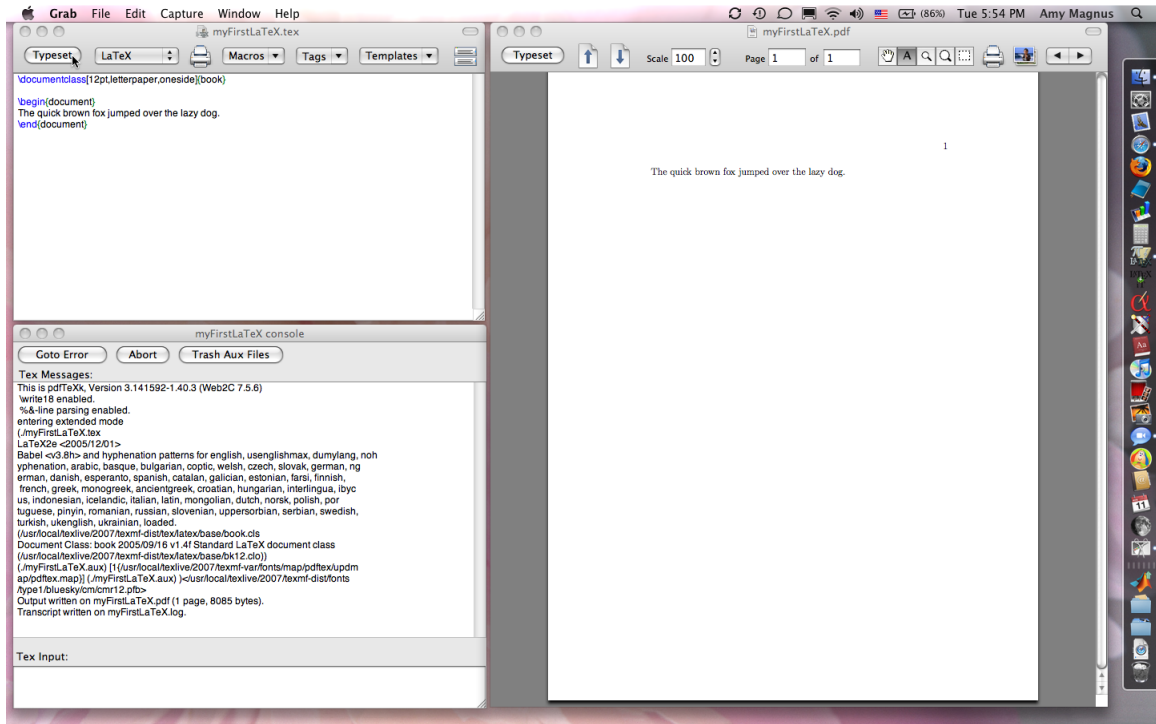 Grab File Edit Capture Window Help (86%) Tue 5:54 PM Amy Magnus
myFirstLaTeX.tex
Typeset LaTeX Macros Tags Templates
\documentclass[12pt,letterpaper,oneside]{book}
\begin{document}
The quick brown fox jumped over the lazy dog.
\end{document}
myFirstLaTeX console
Goto Error Abort Trash Aux Files
Tex Messages:
This is pdfTeXk, Version 3.141592-1.40.3 (Web2C 7.5.6)
\write18 enabled.
%&-line parsing enabled.
entering extended mode
(./myFirstLaTeX.tex
LaTeX2e <2005/12/01>
Babel <v3.8h> and hyphenation patterns for english, usenglishmax, dumylang, noh
yphenation, arabic, basque, bulgarian, coptic, welsh, czech, slovak, german, ng
erman, danish, esperanto, spanish, catalan, galician, estonian, farsi, finnish,
french, greek, monogreek, ancientgreek, croatian, hungarian, interlingua, ibyc
us, indonesian, icelandic, italian, latin, mongolian, dutch, norsk, polish, por
tuguese, pinyin, romanian, russian, slovenian, uppersorbian, serbian, swedish,
turkish, ukenglish, ukrainian, loaded.
(/usr/local/texlive/2007/texmf-dist/tex/latex/base/book.cls
Document Class: book 2005/09/16 v1.4f Standard LaTeX document class
(/usr/local/texlive/2007/texmf-dist/tex/latex/base/bk12.clo))
(./myFirstLaTeX.aux) [1{/usr/local/texlive/2007/texmf-var/fonts/map/pdftex/updm
ap/pdftex.map}] (./myFirstLaTeX.aux) )</usr/local/texlive/2007/texmf-dist/fonts
/type1/bluesky/cm/cmr12.pfb>
Output written on myFirstLaTeX.pdf (1 page, 8085 bytes).
Transcript written on myFirstLaTeX.log.
Tex Input:
myFirstLaTeX.pdf
Typeset Scale 100 Page 1 of 1 A
1
The quick brown fox jumped over the lazy dog.
Aa
11